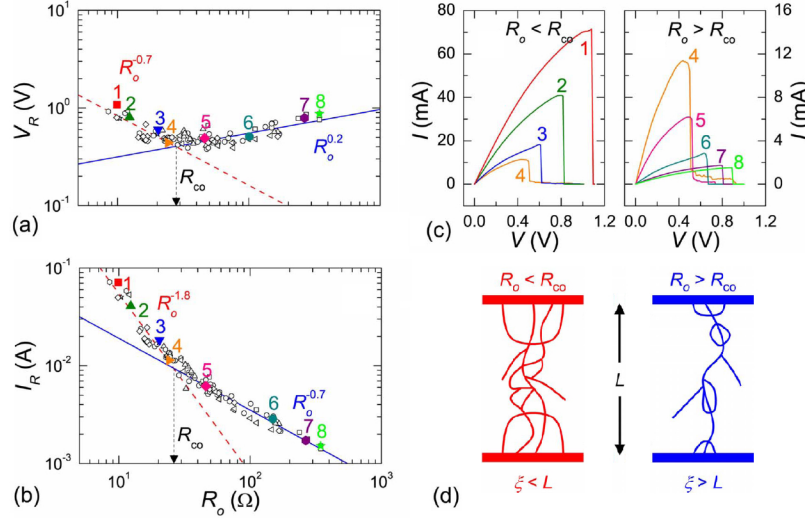 (a)
V_R (V)
10^1
10^0
10^-1
R_o^-0.7
1
2
3
4
5
6
7
8
R_o^0.2
R_co
(b)
I_R (A)
10^-1
10^-2
10^-3
R_o^-1.8
1
2
3
4
5
6
7
8
R_o^-0.7
R_co
10^1 10^2 10^3
R_o (Ω)
(c)
I (mA)
80
60
40
20
0
R_o < R_co
1
2
3
4
0.0 0.4 0.8 1.2
V (V)
R_o > R_co
4
5
6
7
8
16
12
8
4
0
I (mA)
0.0 0.4 0.8 1.2
V (V)
(d)
R_o < R_co
R_o > R_co
L
ξ < L
ξ > L